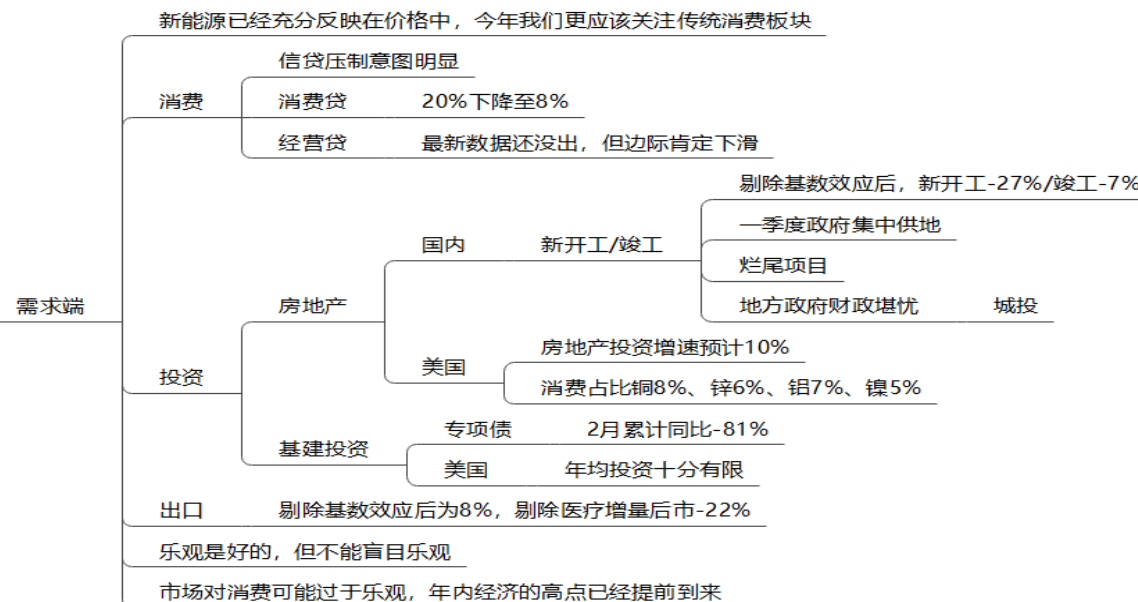 新能源已经充分反映在价格中，今年我们更应该关注传统消费板块
信贷压制意图明显
消费
消费贷
20%下降至8%
经营贷
最新数据还没出，但边际肯定下滑
剔除基数效应后，新开工-27%/竣工-7%
一季度政府集中供地
国内
新开工/竣工
烂尾项目
需求端
房地产
地方政府财政堪忧
城投
房地产投资增速预计10%
美国
投资
消费占比铜8%、锌6%、铝7%、镍5%
专项债
2月累计同比-81%
基建投资
美国
年均投资十分有限
出口
剔除基数效应后为8%，剔除医疗增量后市-22%
乐观是好的，但不能盲目乐观
市场对消费可能过于乐观，年内经济的高点已经提前到来